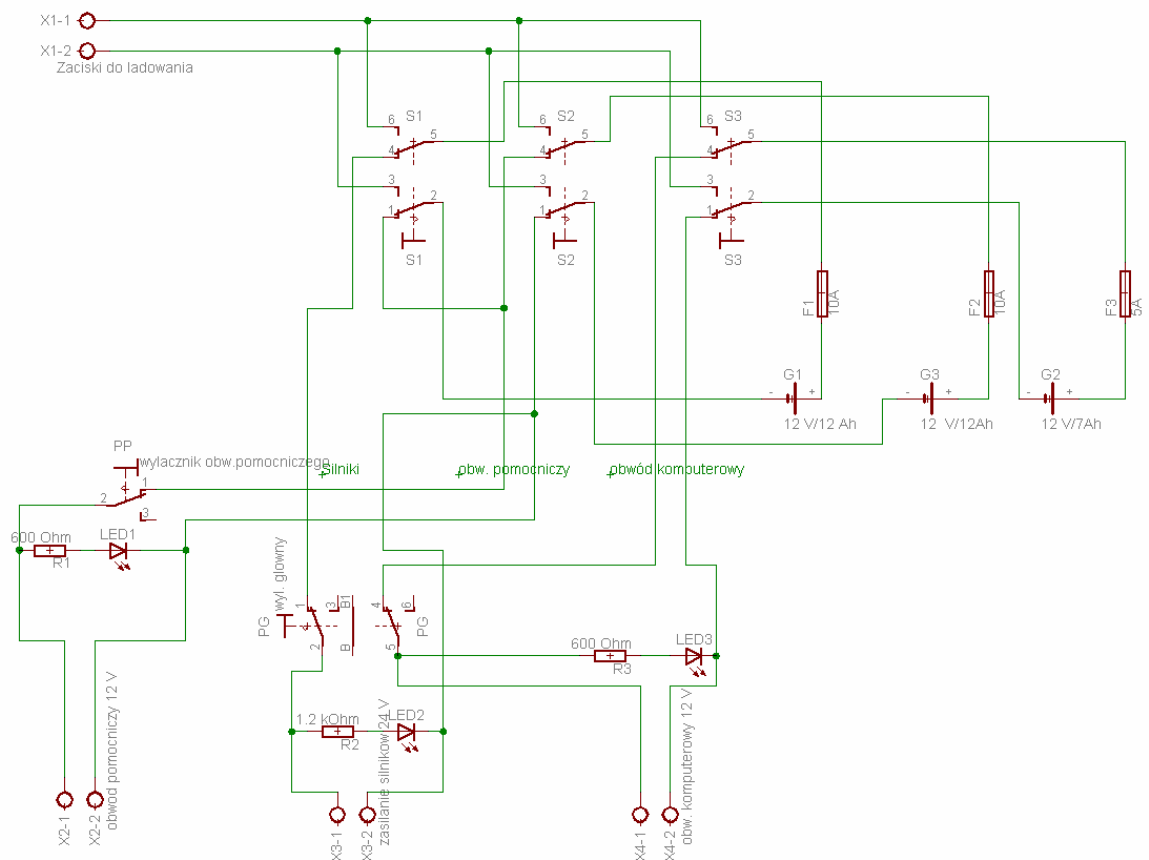 X1-1
X1-2
Zaciski do ladowania
S1
S2
S3
6
5
4
6
5
4
6
5
4
3
2
1
3
2
1
3
2
1
S1
S2
S3
F1
10A
F2
10A
F3
5A
G1
- +
12 V/12 Ah
G3
- +
12 V/12Ah
G2
- +
12 V/7Ah
PP
wylacznik obw.pomocniczego
Silniki
obw. pomocniczy
obwód komputerowy
1
2
3
600 Ohm
R1
LED1
PG
wyl. glowny
1
3
B1
2
B
4
6
5
PG
600 Ohm
R3
LED3
1.2 kOhm
R2
LED2
X2-1
X2-2
obwód pomocniczy 12 V
X3-1
X3-2
zasilanie silnikow 24 V
X4-1
X4-2
obw. komputerowy 12 V